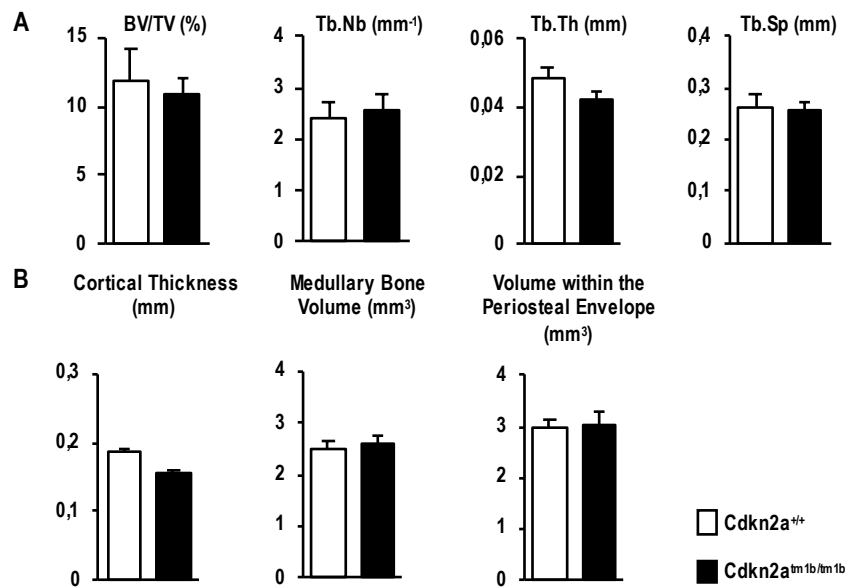 A
BV/TV (%)
Tb.Nb (mm-1)
Tb.Th (mm)
Tb.Sp (mm)
15
10
5
0
4
3
2
1
0
0,06
0,04
0,02
0
0,4
0,3
0,2
0,1
0
B
Cortical Thickness
(mm)
Medullary Bone
Volume (mm3)
Volume within the
Periosteal Envelope
(mm3)
0,3
0,2
0,1
0
4
3
2
1
0
4
3
2
1
0
Cdkn2a+/+
Cdkn2atm1b/tm1b